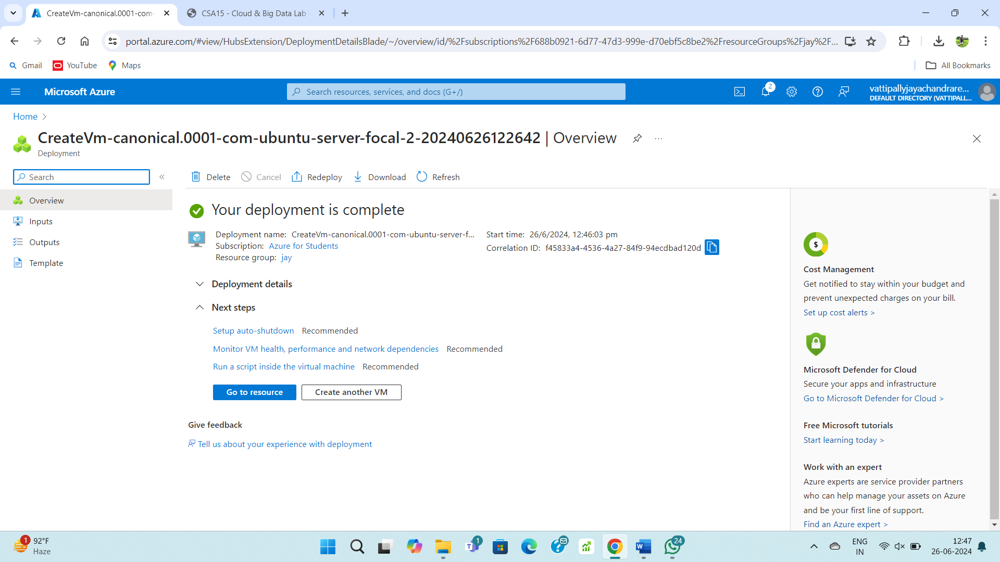 CreateVm-canonical.0001-com-
CSA15 - Cloud & Big Data Lab -
portal.azure.com/#view/HubsExtension/DeploymentDetailsBlade/~/overview/id/%2Fsubscriptions%2F688b0921-6d77-47d3-999e-d70ebf5c8be2%2FresourceGroups%2Fjay%2F...
Gmail
YouTube
Maps
All Bookmarks
Microsoft Azure
Search resources, services, and docs (G+/)
2
vattipallyjayachandrare...
DEFAULT DIRECTORY (VATTIPALL...
Home
CreateVm-canonical.0001-com-ubuntu-server-focal-2-20240626122642 | Overview
Deployment
Search
Delete
Cancel
Redeploy
Download
Refresh
Overview
Inputs
Outputs
Template
Your deployment is complete
Deployment name: CreateVm-canonical.0001-com-ubuntu-server-f...
Subscription: Azure for Students
Resource group: jay
Start time: 26/6/2024, 12:46:03 pm
Correlation ID: f45833a4-4536-4a27-84f9-94ecdbad120d
Deployment details
Next steps
Setup auto-shutdown Recommended
Monitor VM health, performance and network dependencies Recommended
Run a script inside the virtual machine Recommended
Go to resource
Create another VM
Give feedback
Tell us about your experience with deployment
$
Cost Management
Get notified to stay within your budget and
prevent unexpected charges on your bill.
Set up cost alerts >
Microsoft Defender for Cloud
Secure your apps and infrastructure
Go to Microsoft Defender for Cloud >
Free Microsoft tutorials
Start learning today >
Work with an expert
Azure experts are service provider partners
who can help manage your assets on Azure
and be your first line of support.
Find an Azure expert >
1
92°F
Haze
1
24
ENG
IN
12:47
26-06-2024